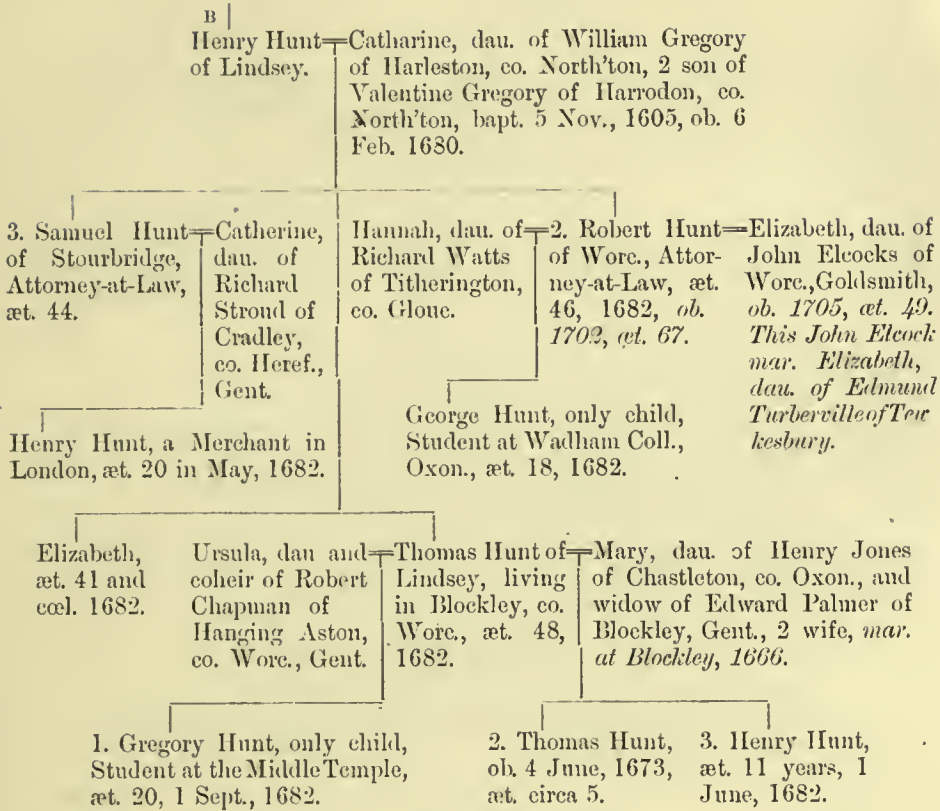 B
Henry Hunt=Catharine, dau. of William Gregory
of Lindsey. of Harleston, co. North'ton, 2 son of
Valentine Gregory of Harrodon, co.
North'ton, bapt. 5 Nov., 1605, ob. 6
Feb. 1680.
3. Samuel Hunt=Catherine,
of Stourbridge, dau. of
Attorney-at-Law, Richard
æt. 44. Stroud of
Cradley,
co. Heref.,
Gent.
Hannah, dau. of=2. Robert Hunt=Elizabeth, dau. of
Richard Watts of Worc., Attor- John Elcocks of
of Titherington, ney-at-Law, æt. Worc., Goldsmith,
co. Glouc. 46, 1682, ob. ob. 1705, æt. 49.
1702, æt. 67. This John Elcock
mar. Elizabeth,
dau. of Edmund
Turberville of Tew
kesbury.
Henry Hunt, a Merchant in
London, æt. 20 in May, 1682.
George Hunt, only child,
Student at Wadham Coll.,
Oxon., æt. 18, 1682.
Elizabeth,
æt. 41 and
cœl. 1682.
Ursula, dau and=Thomas Hunt of=Mary, dau. of Henry Jones
coheir of Robert Lindsey, living of Chastleton, co. Oxon., and
Chapman of in Blockley, co. widow of Edward Palmer of
Hanging Aston, Worc., æt. 48, Blockley, Gent., 2 wife, mar.
co. Worc., Gent. 1682. at Blockley, 1666.
1. Gregory Hunt, only child,
Student at the Middle Temple,
æt. 20, 1 Sept., 1682.
2. Thomas Hunt,
ob. 4 June, 1673,
æt. circa 5.
3. Henry Hunt,
æt. 11 years, 1
June, 1682.